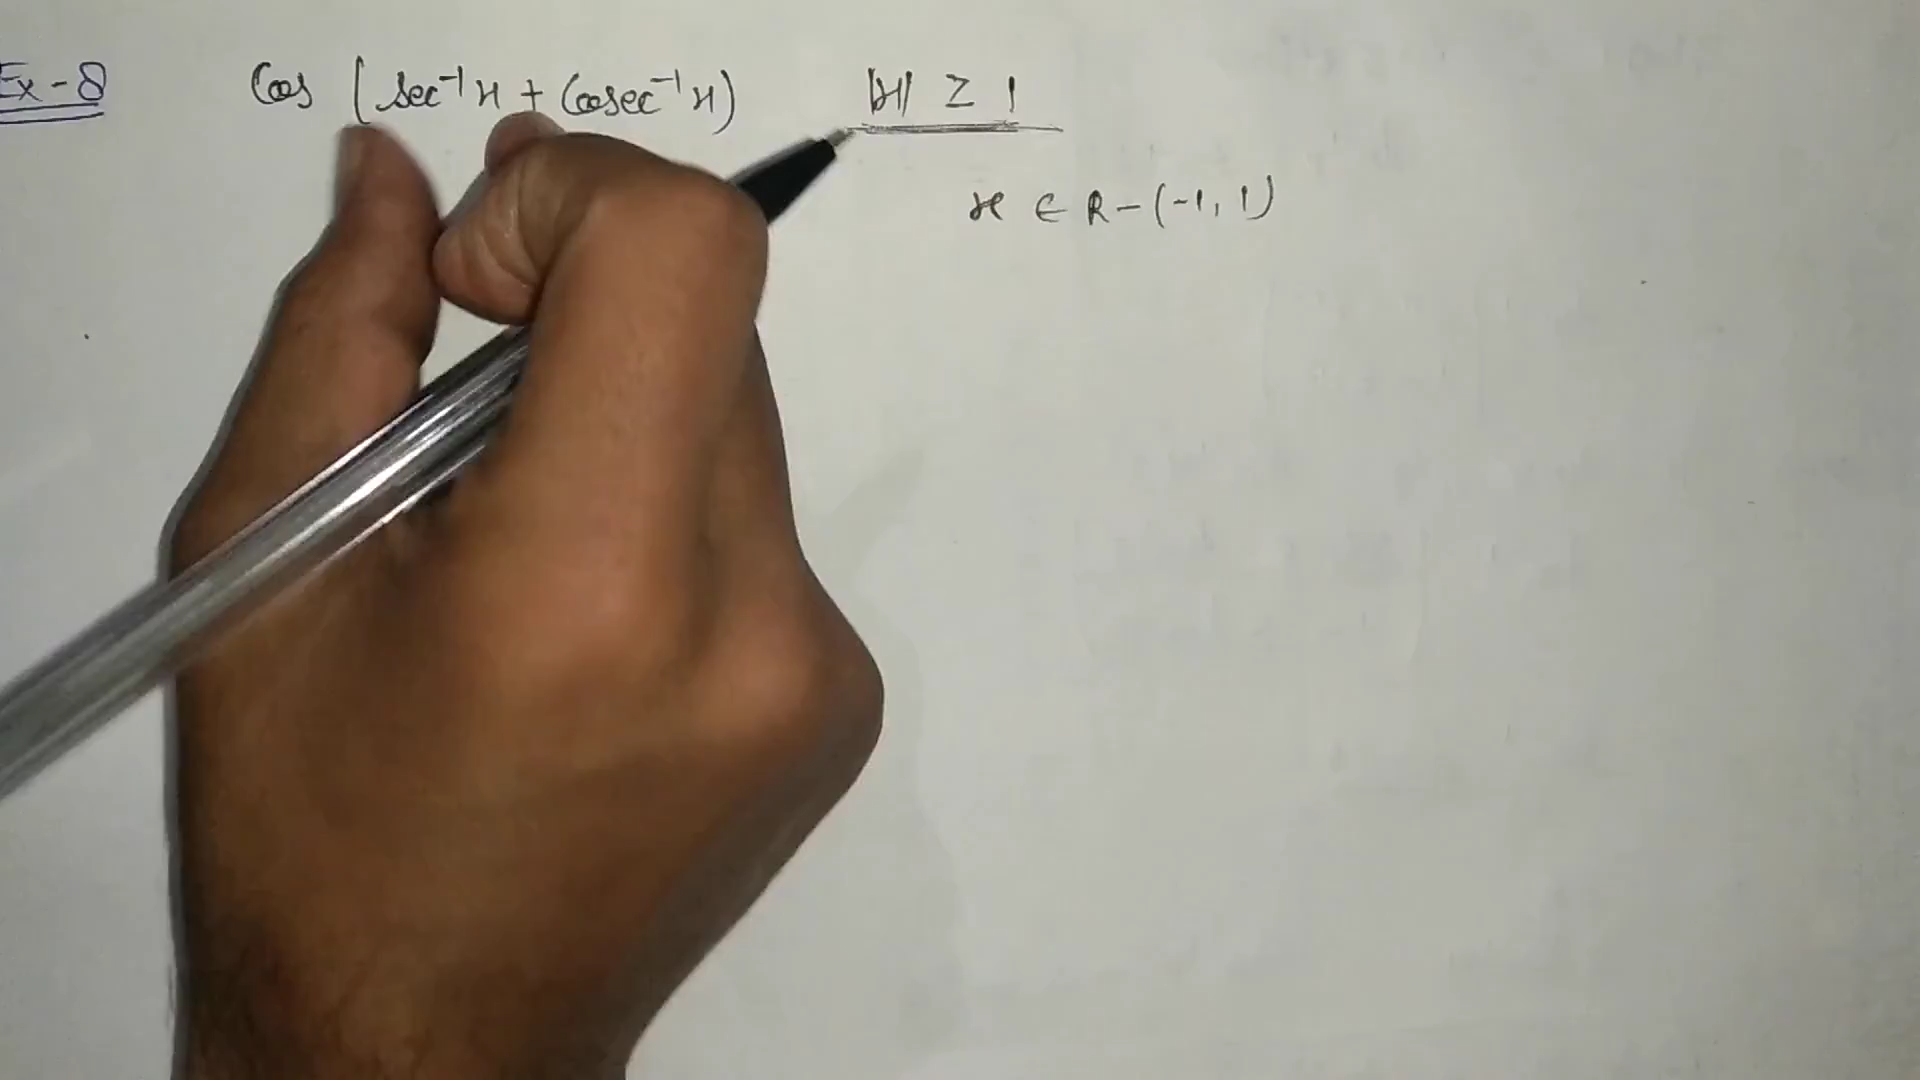 Ex-8 Cos (sec⁻¹x + Cosec⁻¹x) |x| ≥ 1
x ∈ R-(-1, 1)